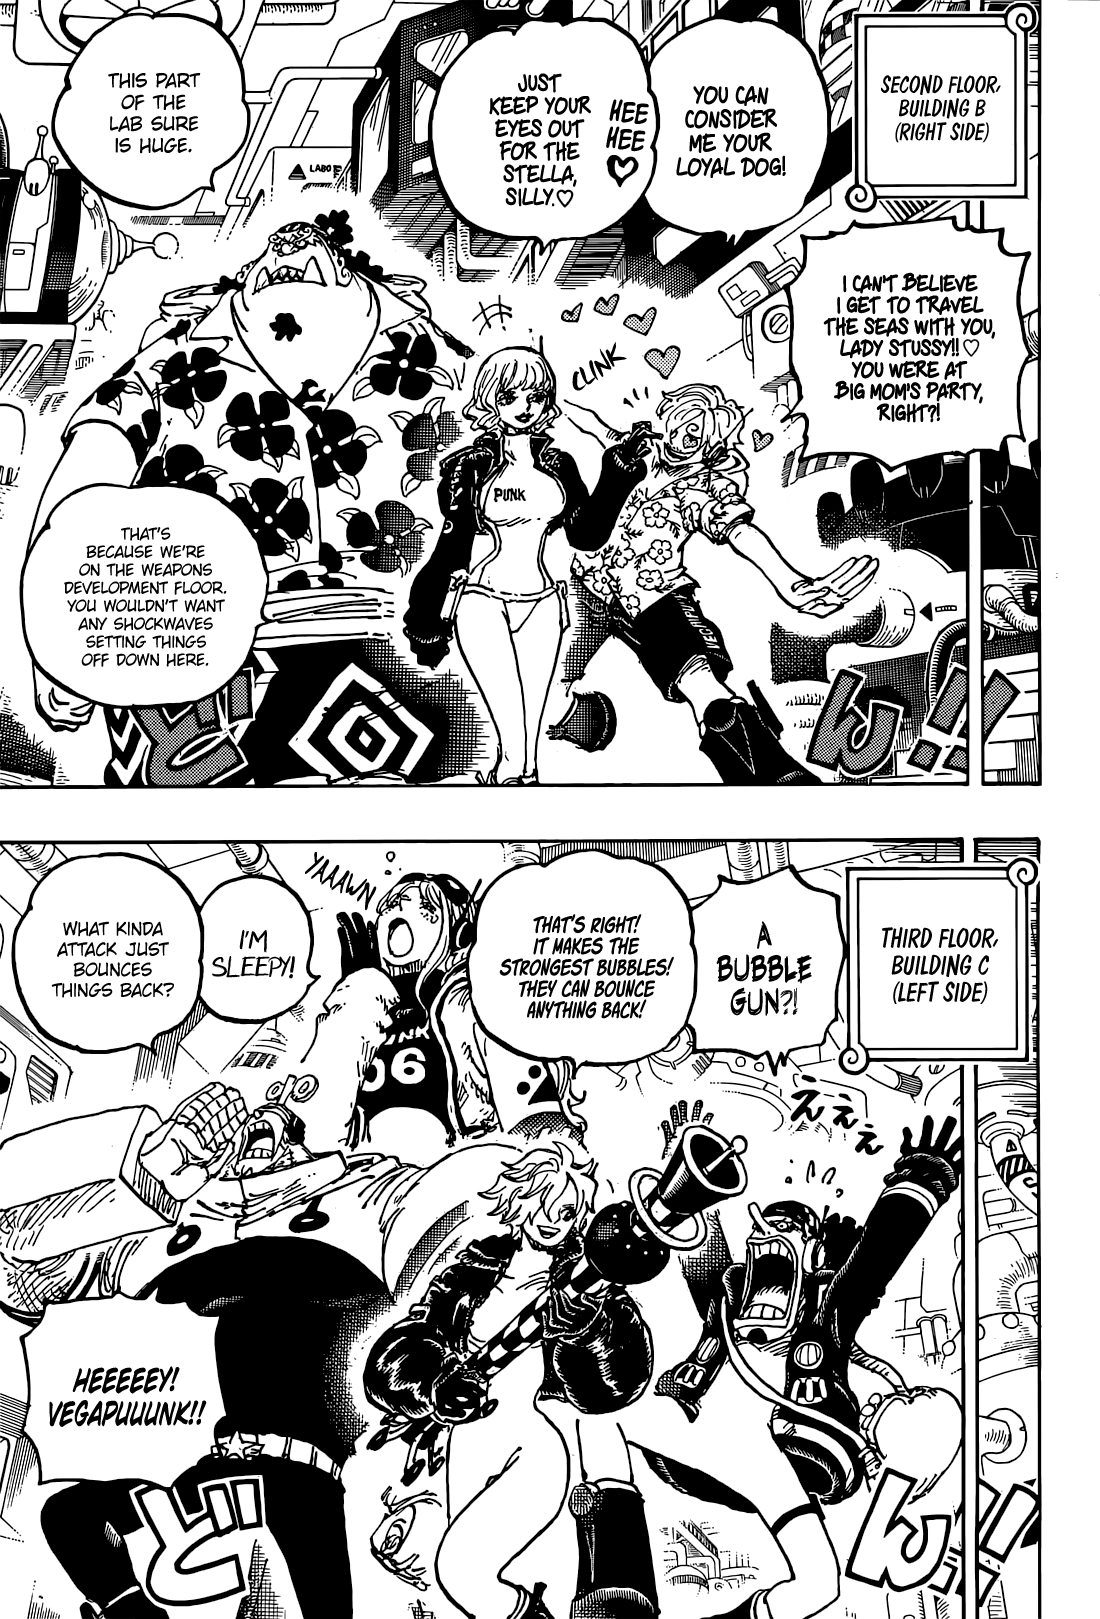 SECOND FLOOR,
BUILDING B
(RIGHT SIDE)
I CAN'T BELIEVE
I GET TO TRAVEL
THE SEAS WITH YOU,
LADY STUSSY!!♡
YOU WERE AT
BIG MOM'S PARTY,
RIGHT?!
YOU CAN
CONSIDER
ME YOUR
LOYAL DOG!
HEE
HEE
♡
JUST
KEEP YOUR
EYES OUT
FOR THE
STELLA,
SILLY.♡
THIS PART
OF THE
LAB SURE
IS HUGE.
LABO
CLINK
PUNK
THAT'S
BECAUSE WE'RE
ON THE WEAPONS
DEVELOPMENT FLOOR.
YOU WOULDN'T WANT
ANY SHOCKWAVES
SETTING THINGS
OFF DOWN HERE.
どん!!
THIRD FLOOR,
BUILDING C
(LEFT SIDE)
A
BUBBLE
GUN?!
THAT'S RIGHT!
IT MAKES THE
STRONGEST BUBBLES!
THEY CAN BOUNCE
ANYTHING BACK!
YAAAWN
I'M
SLEEPY!
WHAT KINDA
ATTACK JUST
BOUNCES
THINGS BACK?
06
えええ
HEEEEEY!
VEGAPUUUNK!!
どん!!